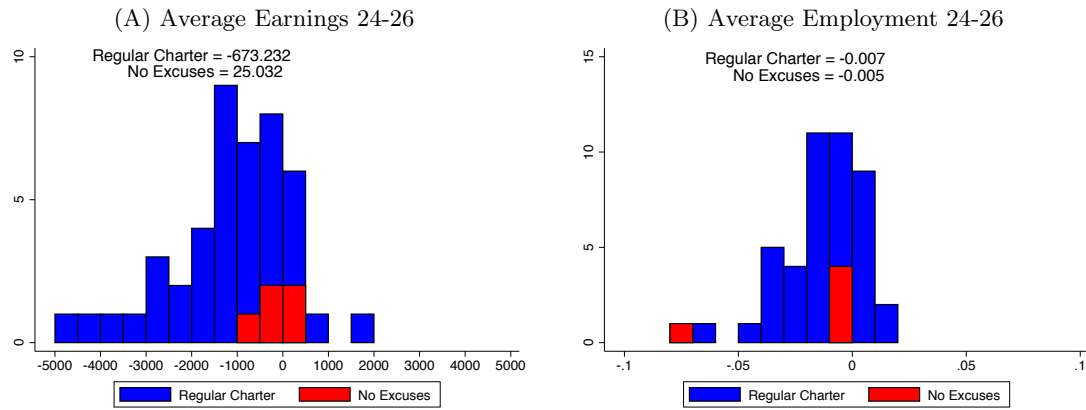 (A) Average Earnings 24-26
Regular Charter = -673.232
No Excuses = 25.032
10
5
0
-5000 -4000 -3000 -2000 -1000 0 1000 2000 3000 4000 5000
Regular Charter No Excuses
(B) Average Employment 24-26
Regular Charter = -0.007
No Excuses = -0.005
15
10
5
0
-.1 -.05 0 .05 .1
Regular Charter No Excuses